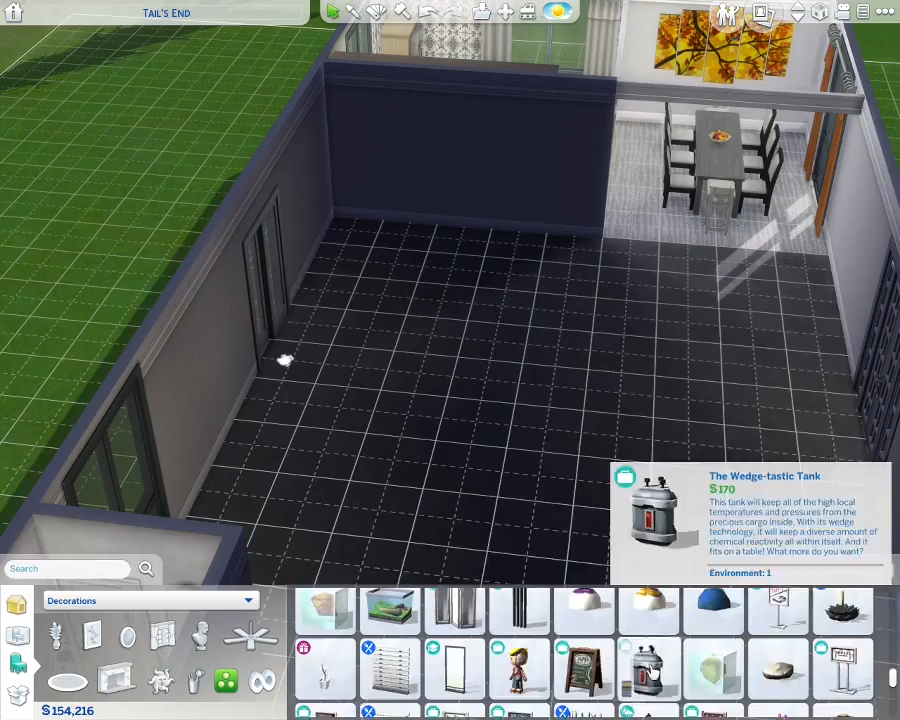 TAIL'S END
The Wedge-tastic Tank
§170
This tank will keep all of the high local
temperatures and pressures from the
precious cargo inside. With its wedge
technology, it will keep a diverse amount of
chemical reactivity all within itself. And it
fits on a table! What more do you want?
Environment: 1
Search
Decorations
§154,216